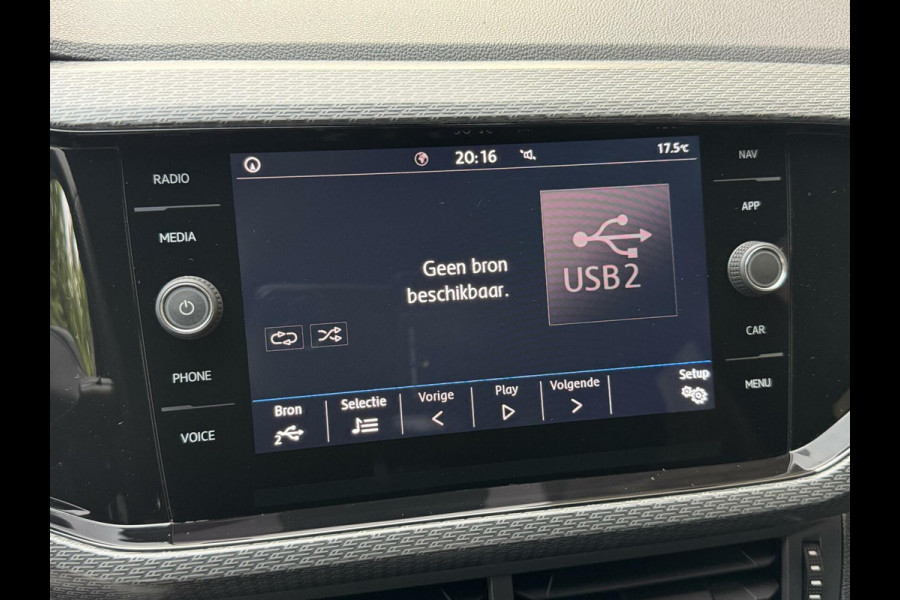 20:16
17.5°C
RADIO
MEDIA
PHONE
VOICE
Geen bron
beschikbaar.
USB2
Bron
2
Selectie
Vorige
Play
Volgende
Setup
NAV
APP
CAR
MENU